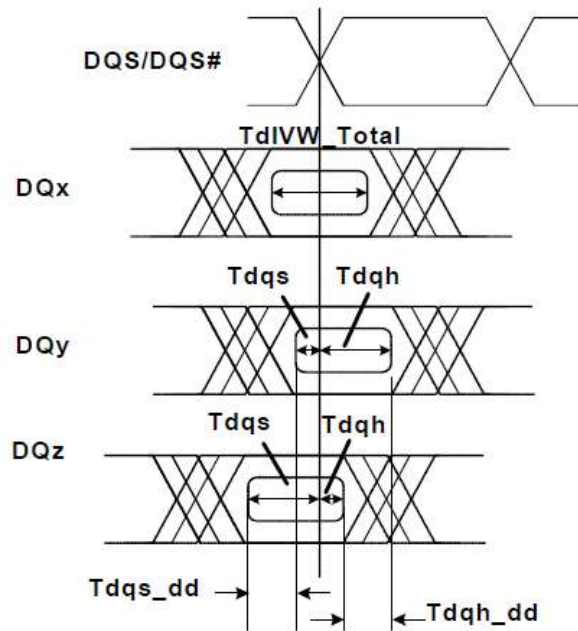 DQS/DQS#
TdIVW_Total
DQx
Tdqs
Tdqh
DQy
Tdqs
Tdqh
DQz
Tdqs_dd
Tdqh_dd